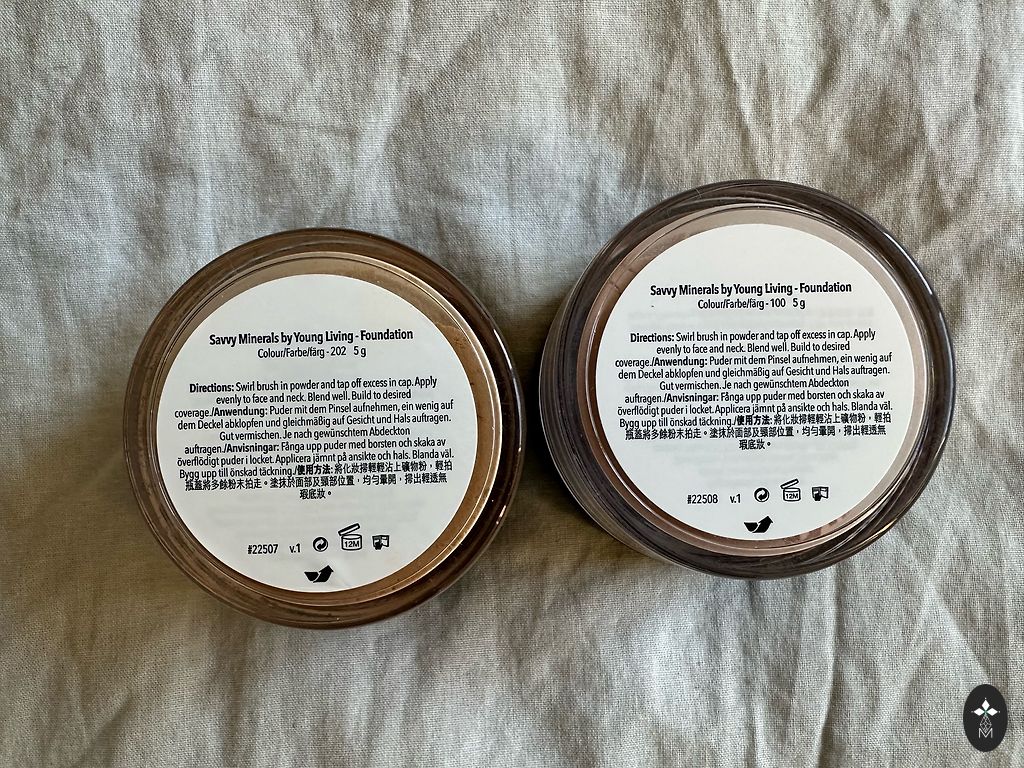 Savvy Minerals by Young Living - Foundation
Colour/Farbe/färg - 202 5 g
Directions: Swirl brush in powder and tap off excess in cap. Apply
evenly to face and neck. Blend well. Build to desired
coverage./Anwendung: Puder mit dem Pinsel aufnehmen, ein wenig auf
dem Deckel abklopfen und gleichmäßig auf Gesicht und Hals auftragen.
Gut vermischen. Je nach gewünschtem Abdeckton
auftragen./Anvisningar: Fånga upp puder med borsten och skaka av
överflödigt puder i locket. Applicera jämnt på ansikte och hals. Blanda väl.
Bygg upp till önskad täckning./使用方法: 將化妝掃輕輕沾上礦物粉，輕拍
瓶蓋將多餘粉末拍走。塗抹於面部及頸部位置，均勻暈開，掃出輕透無
瑕底妝。
#22507 v.1 12M
Savvy Minerals by Young Living - Foundation
Colour/Farbe/färg - 100 5 g
Directions: Swirl brush in powder and tap off excess in cap. Apply
evenly to face and neck. Blend well. Build to desired
coverage./Anwendung: Puder mit dem Pinsel aufnehmen, ein wenig auf
dem Deckel abklopfen und gleichmäßig auf Gesicht und Hals auftragen.
Gut vermischen. Je nach gewünschtem Abdeckton
auftragen./Anvisningar: Fånga upp puder med borsten och skaka av
överflödigt puder i locket. Applicera jämnt på ansikte och hals. Blanda väl.
Bygg upp till önskad täckning./使用方法: 將化妝掃輕輕沾上礦物粉，輕拍
瓶蓋將多餘粉末拍走。塗抹於面部及頸部位置，均勻暈開，掃出輕透無
瑕底妝。
#22508 v.1 12M
M